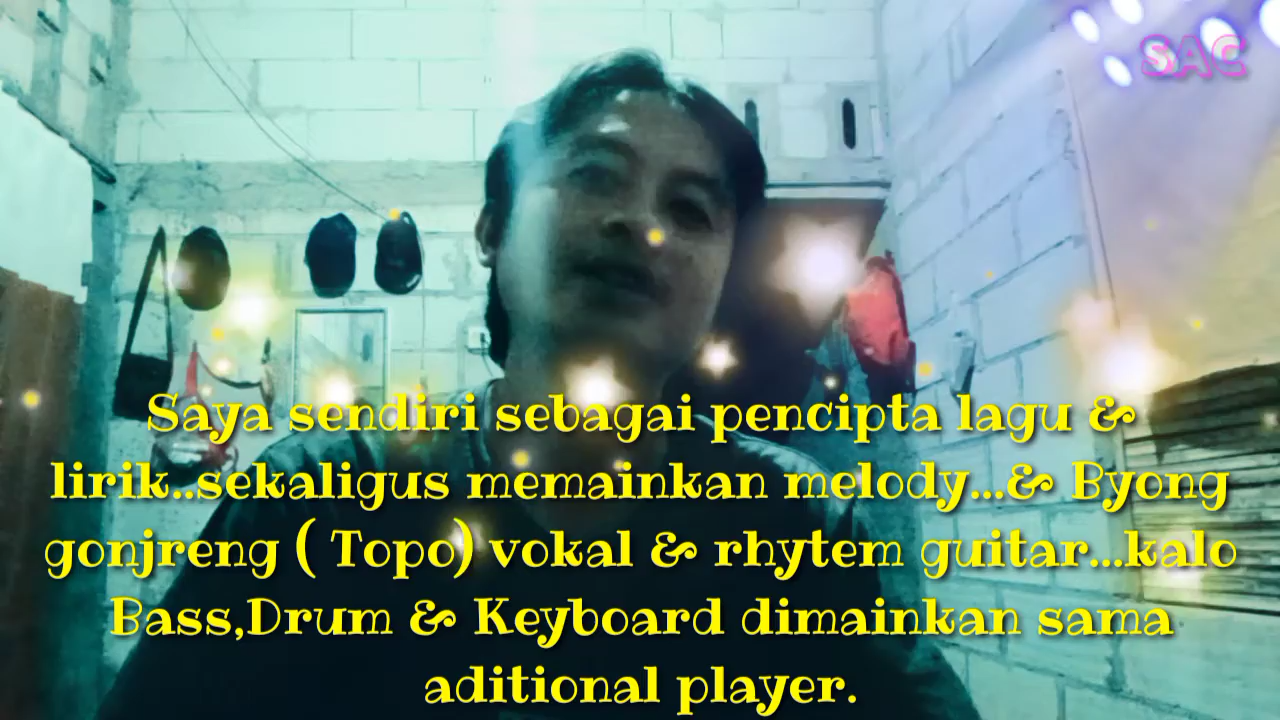 SAC
Saya sendiri sebagai pencipta lagu &
lirik..sekaligus memainkan melody...& Byong
gonjreng ( Topo) vokal & rhytem guitar...kalo
Bass,Drum & Keyboard dimainkan sama
aditional player.